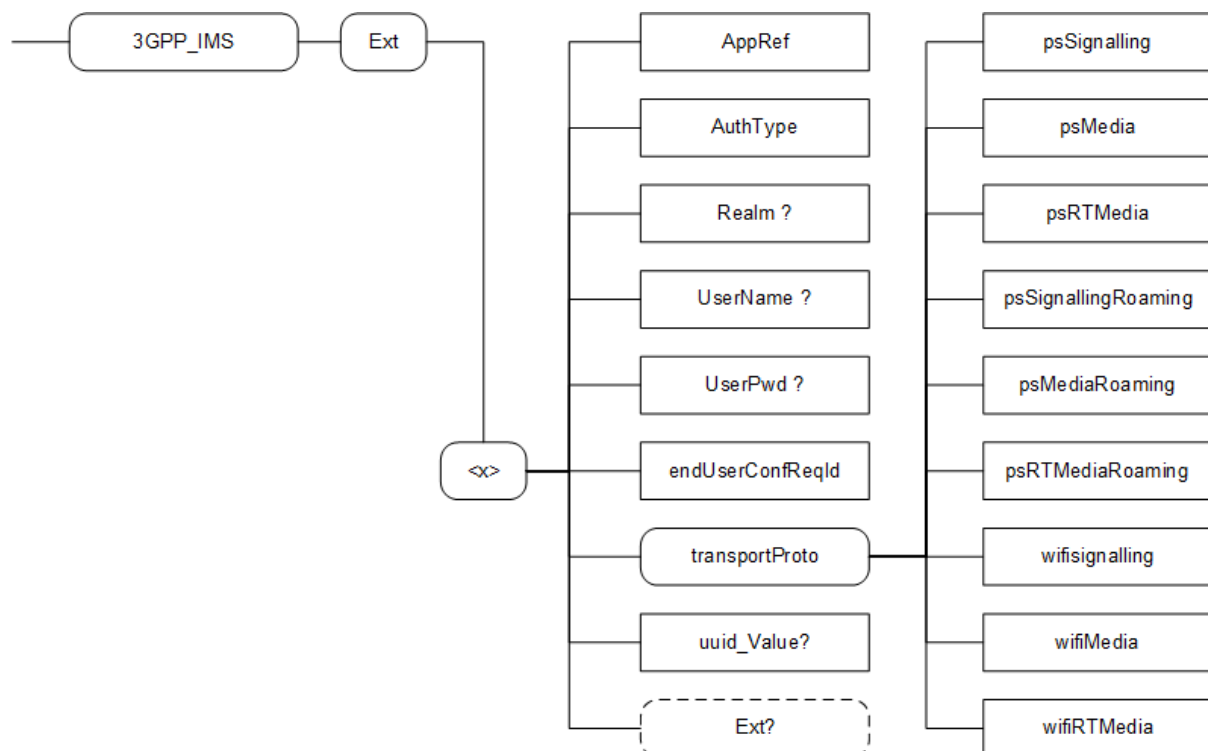 3GPP_IMS
Ext
<x>
AppRef
AuthType
Realm ?
UserName ?
UserPwd ?
endUserConfReqId
transportProto
uuid_Value?
Ext?
psSignalling
psMedia
psRTMedia
psSignallingRoaming
psMediaRoaming
psRTMediaRoaming
wifisignalling
wifiMedia
wifiRTMedia